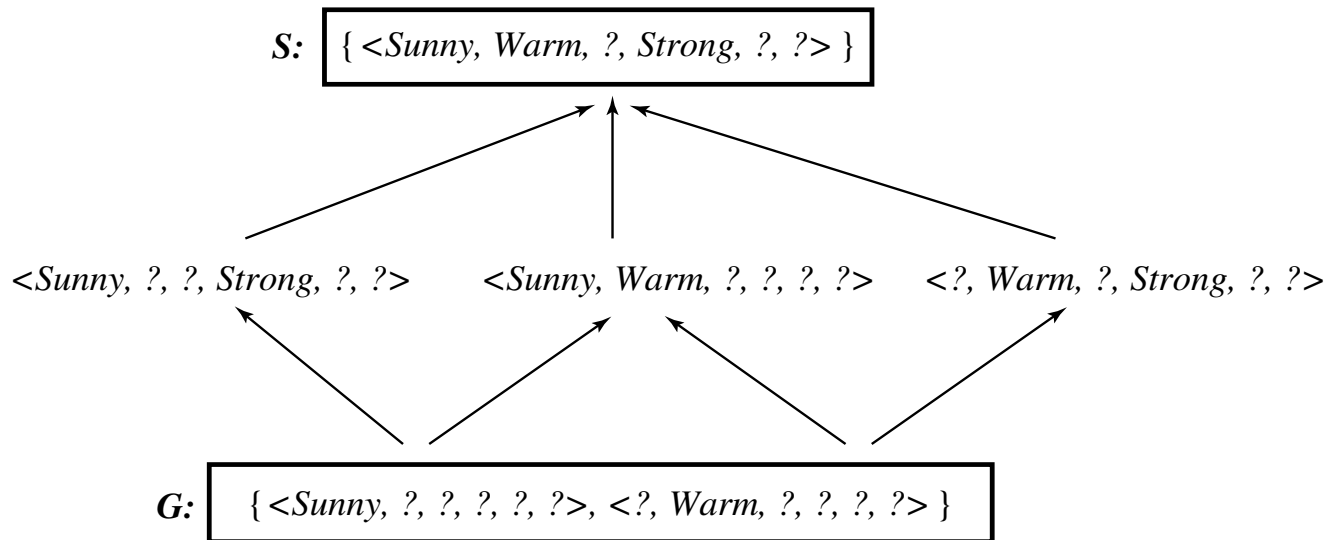 S: { <Sunny, Warm, ?, Strong, ?, ?> }
<Sunny, ?, ?, Strong, ?, ?> <Sunny, Warm, ?, ?, ?, ?> <?, Warm, ?, Strong, ?, ?>
G: { <Sunny, ?, ?, ?, ?, ?>, <?, Warm, ?, ?, ?, ?> }